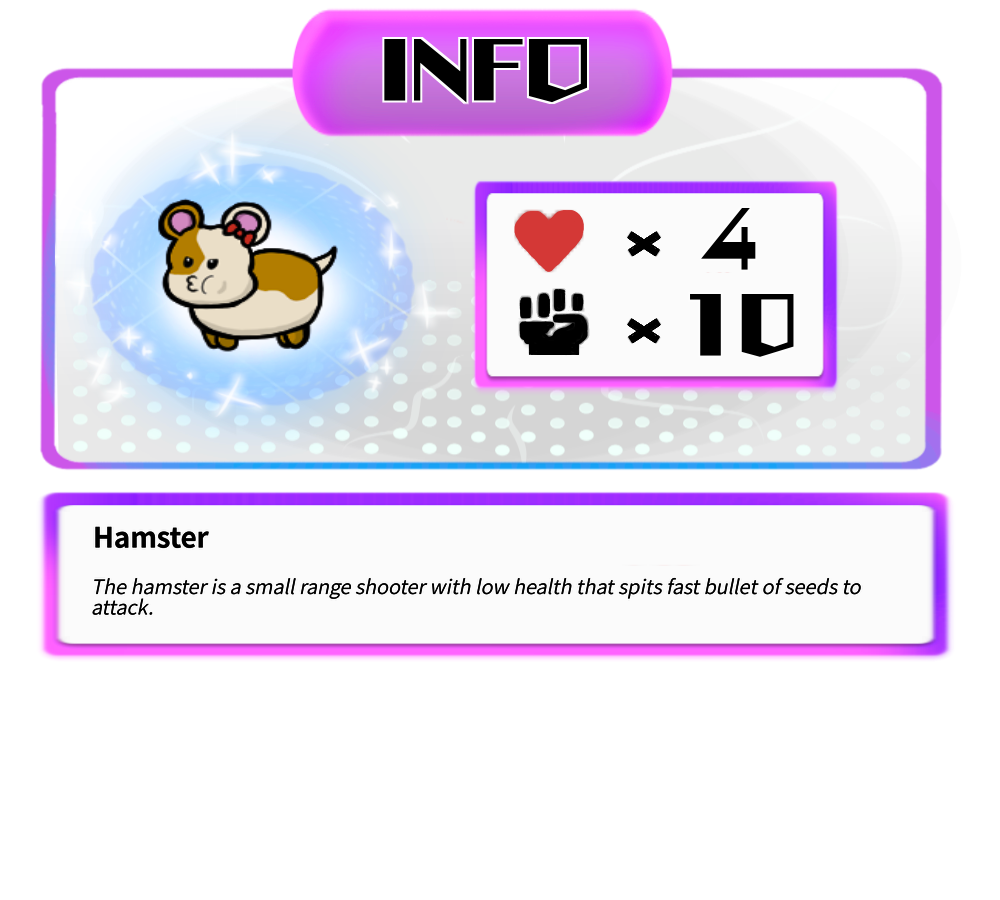 INFO
× 4
× 10
Hamster
The hamster is a small range shooter with low health that spits fast bullet of seeds to
attack.